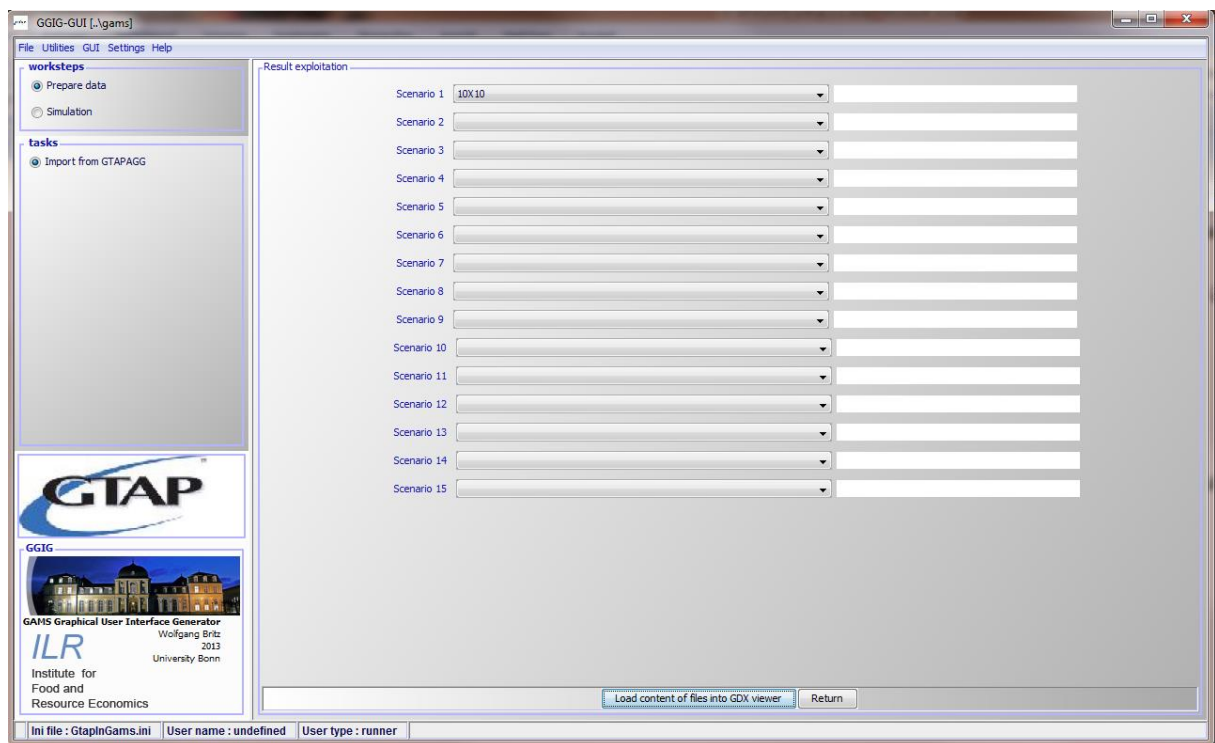 GGIG-GUI [..\gams]
File Utilities GUI Settings Help
worksteps
Prepare data
Simulation
tasks
Import from GTAPAGG
Result exploitation
Scenario 1 10X10
Scenario 2
Scenario 3
Scenario 4
Scenario 5
Scenario 6
Scenario 7
Scenario 8
Scenario 9
Scenario 10
Scenario 11
Scenario 12
Scenario 13
Scenario 14
Scenario 15
GTAP
GGIG
GAMS Graphical User Interface Generator
Wolfgang Britz
2013
University Bonn
ILR
Institute for
Food and
Resource Economics
Load content of files into GDX viewer Return
Ini file : GtapInGams.ini User name : undefined User type : runner